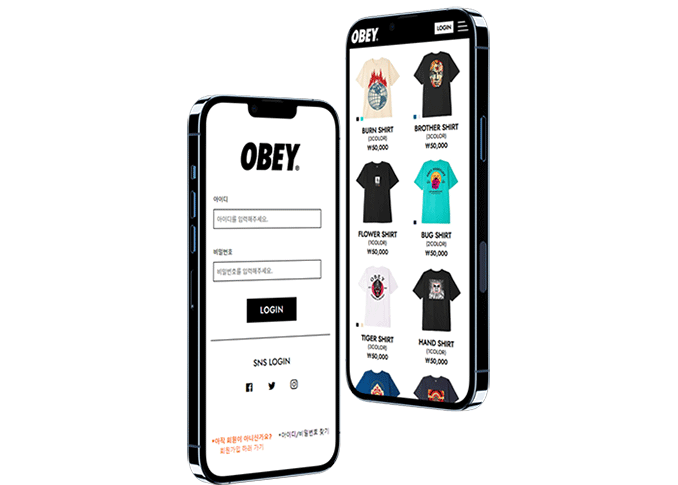 OBEY®
아이디
아이디를 입력해주세요.
비밀번호
비밀번호를 입력해주세요.
LOGIN
SNS LOGIN
*아직 회원이 아니신가요?
회원가입 하러 가기
*아이디/비밀번호 찾기
OBEY.
LOGIN
BURN SHIRT
(2COLOR)
₩50,000
BROTHER SHIRT
(2COLOR)
₩50,000
FLOWER SHIRT
(1COLOR)
₩50,000
BUG SHIRT
(2COLOR)
₩50,000
OBEY
TIGER SHIRT
(2COLOR)
₩50,000
HAND SHIRT
(1COLOR)
₩50,000